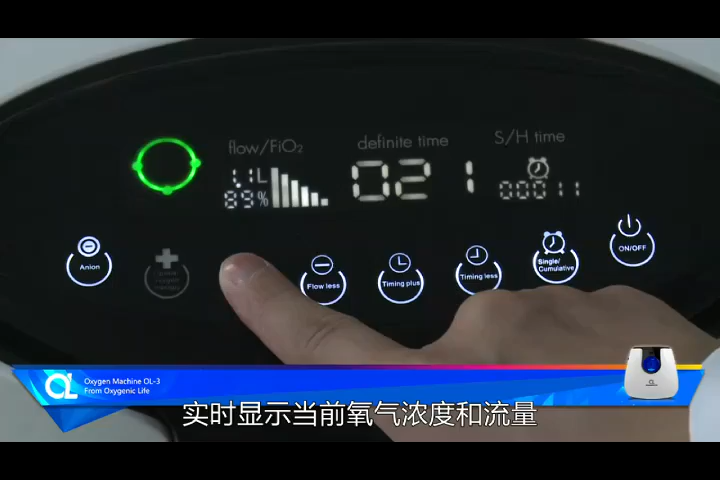 flow/FiO2
definite time
S/H time
1.1L
89%
021
00011
Anion
Flow less
Timing plus
Timing less
Single/
Cumulative
ON/OFF
OL
Oxygen Machine OL-3
From Oxygenic Life
实时显示当前氧气浓度和流量